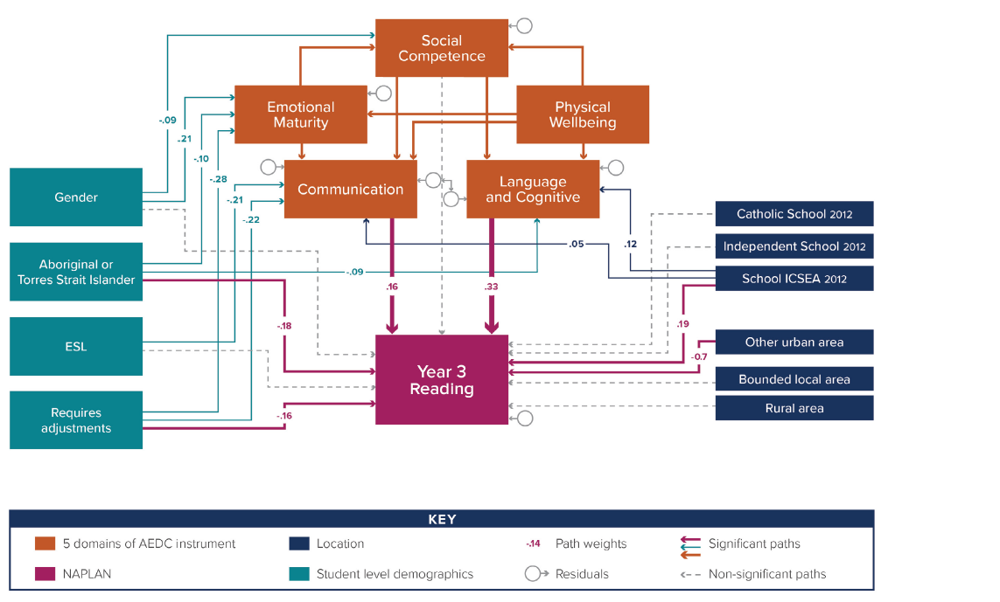 Social
Competence
Emotional
Maturity
Physical
Wellbeing
-.09
.21
-.10
-.28
-.21
-.22
Gender
Communication
Language
and Cognitive
Catholic School 2012
Independent School 2012
School ICSEA 2012
.05
.12
Aboriginal or
Torres Strait Islander
-.09
.16
.33
-.18
.19
ESL
Other urban area
-0.7
Year 3
Reading
Bounded local area
Rural area
Requires
adjustments
-.16
KEY
5 domains of AEDC instrument
Location
-.14
Path weights
Significant paths
NAPLAN
Student level demographics
Residuals
Non-significant paths